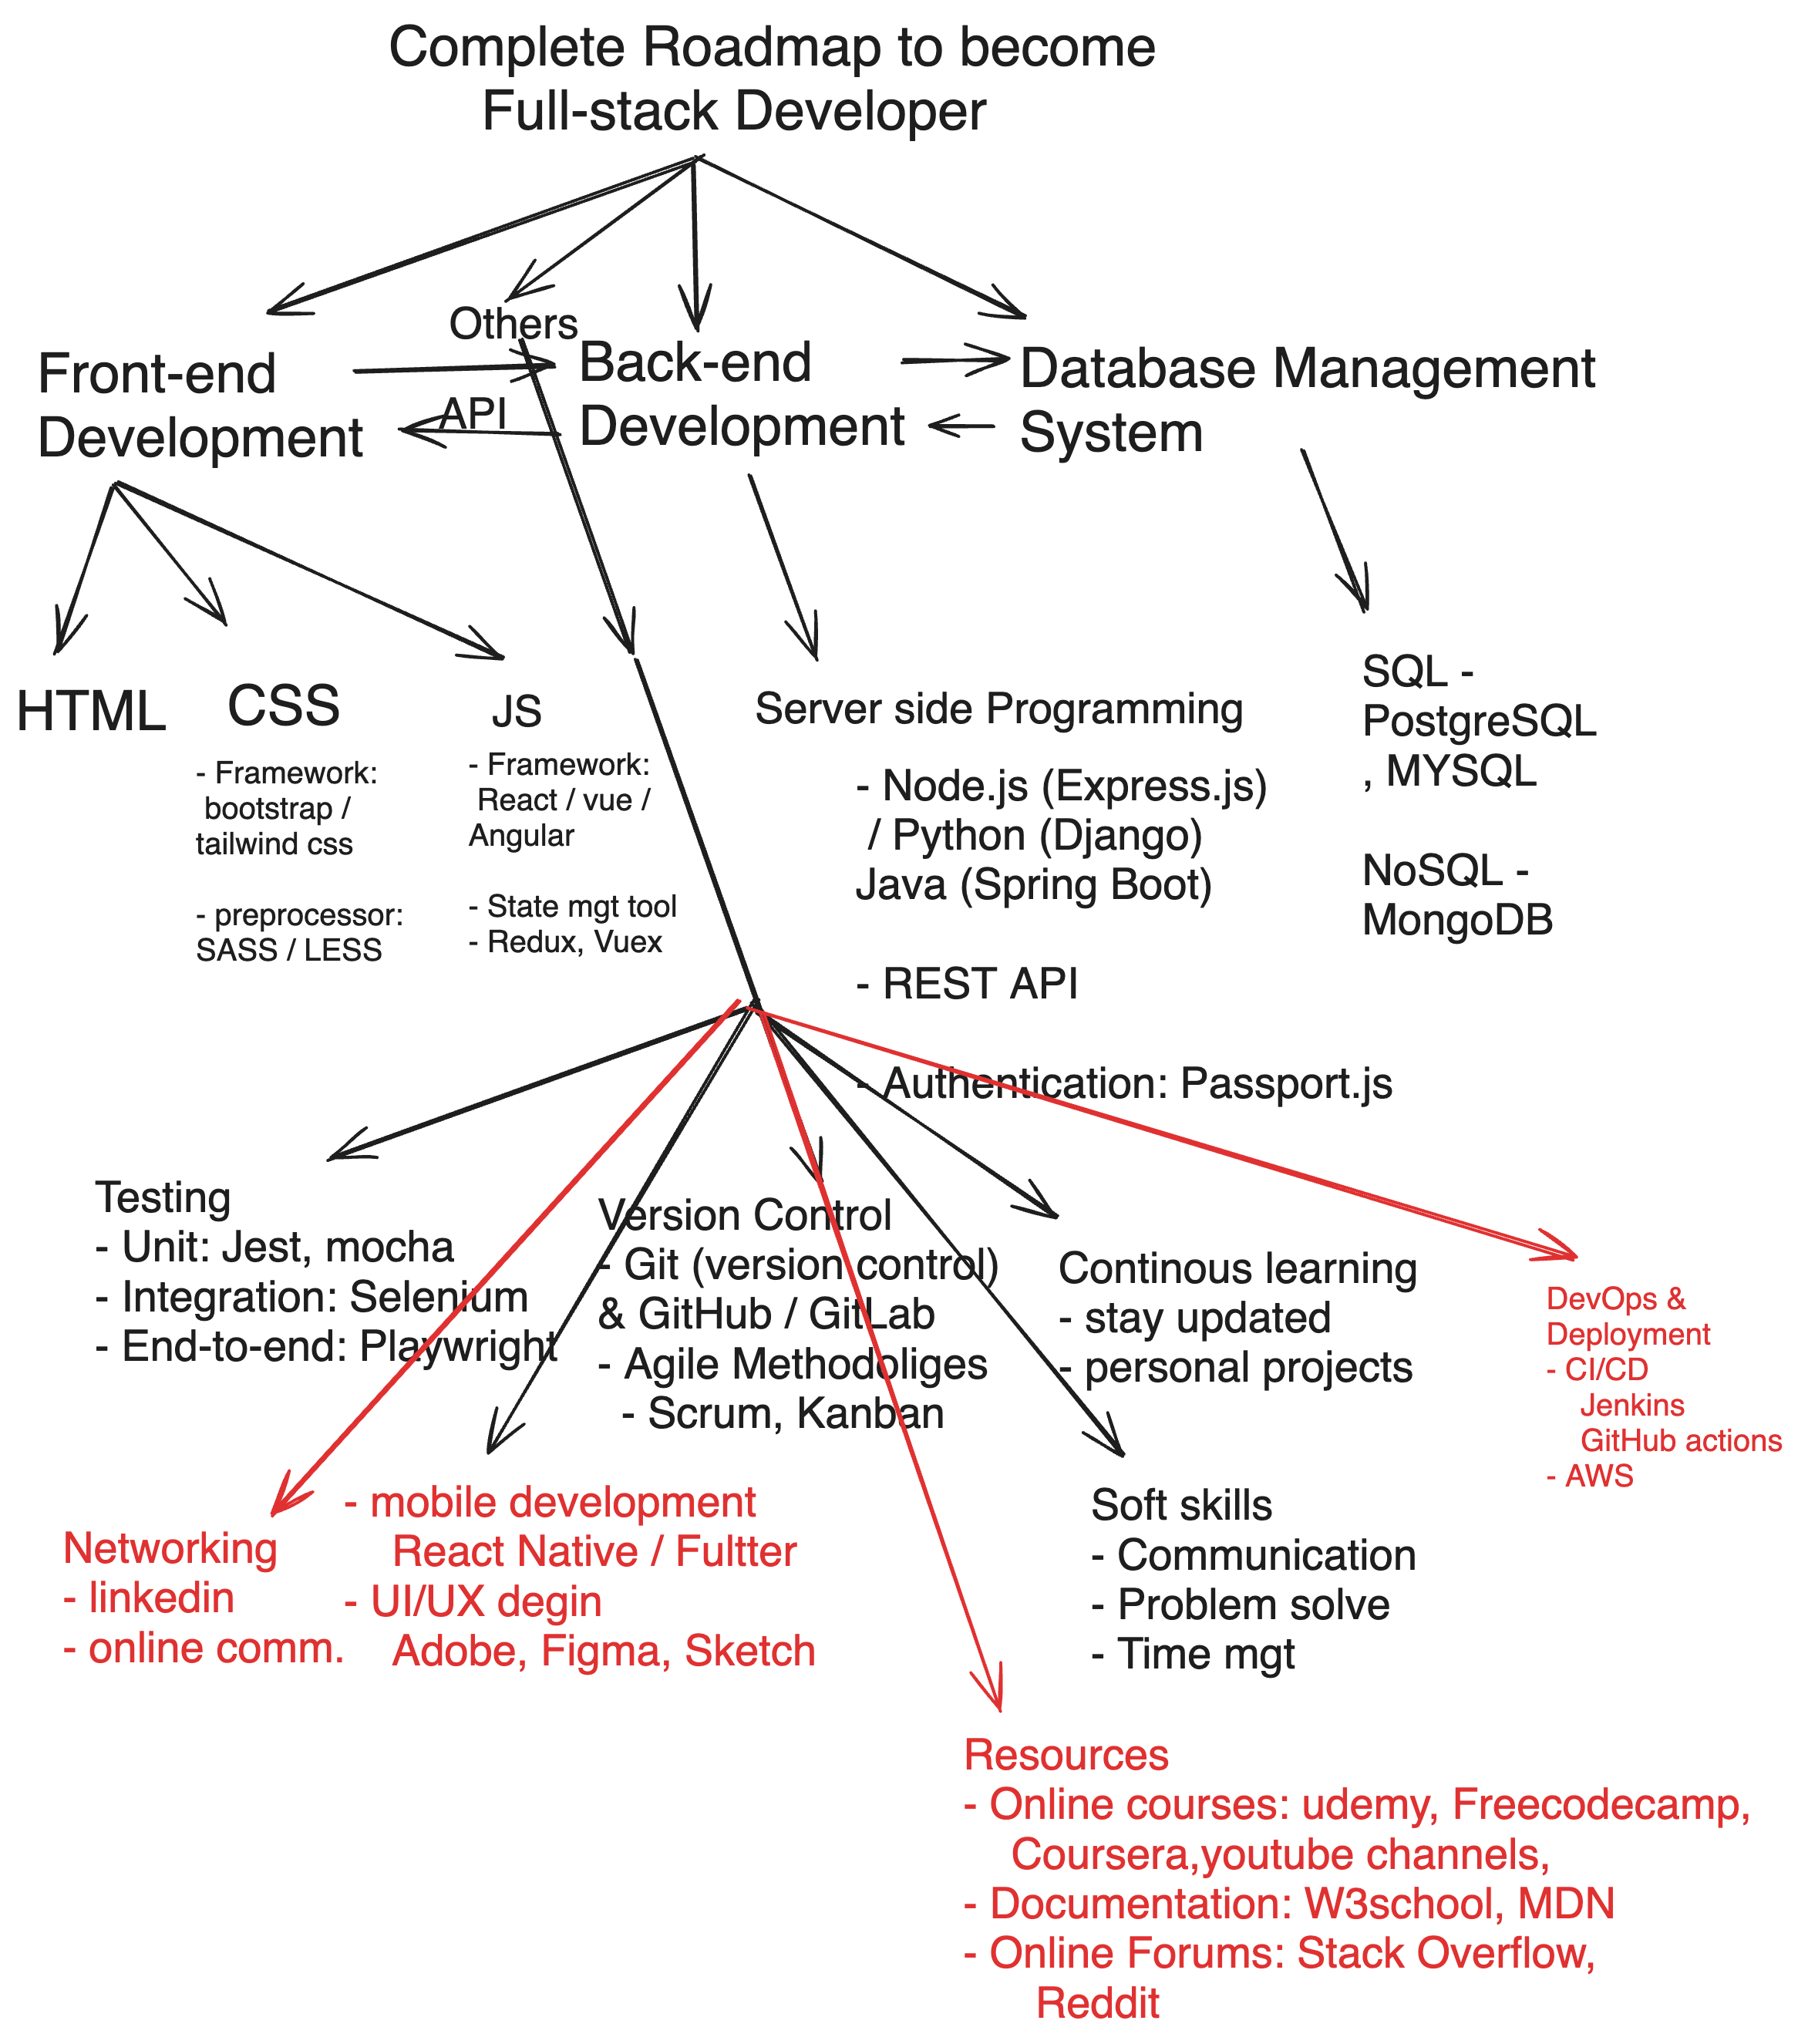 Complete Roadmap to become
Full-stack Developer
Others
Front-end
Development
API
Back-end
Development
Database Management
System
HTML
CSS
- Framework:
bootstrap /
tailwind css
- preprocessor:
SASS / LESS
JS
- Framework:
React / vue /
Angular
- State mgt tool
- Redux, Vuex
Server side Programming
- Node.js (Express.js)
/ Python (Django)
Java (Spring Boot)
- REST API
- Authentication: Passport.js
SQL -
PostgreSQL
, MYSQL
NoSQL -
MongoDB
Testing
- Unit: Jest, mocha
- Integration: Selenium
- End-to-end: Playwright
Version Control
- Git (version control)
& GitHub / GitLab
- Agile Methodoliges
- Scrum, Kanban
Continous learning
- stay updated
- personal projects
DevOps &
Deployment
- CI/CD
Jenkins
GitHub actions
- AWS
Networking
- linkedin
- online comm.
- mobile development
React Native / Fultter
- UI/UX degin
Adobe, Figma, Sketch
Soft skills
- Communication
- Problem solve
- Time mgt
Resources
- Online courses: udemy, Freecodecamp,
Coursera,youtube channels,
- Documentation: W3school, MDN
- Online Forums: Stack Overflow,
Reddit